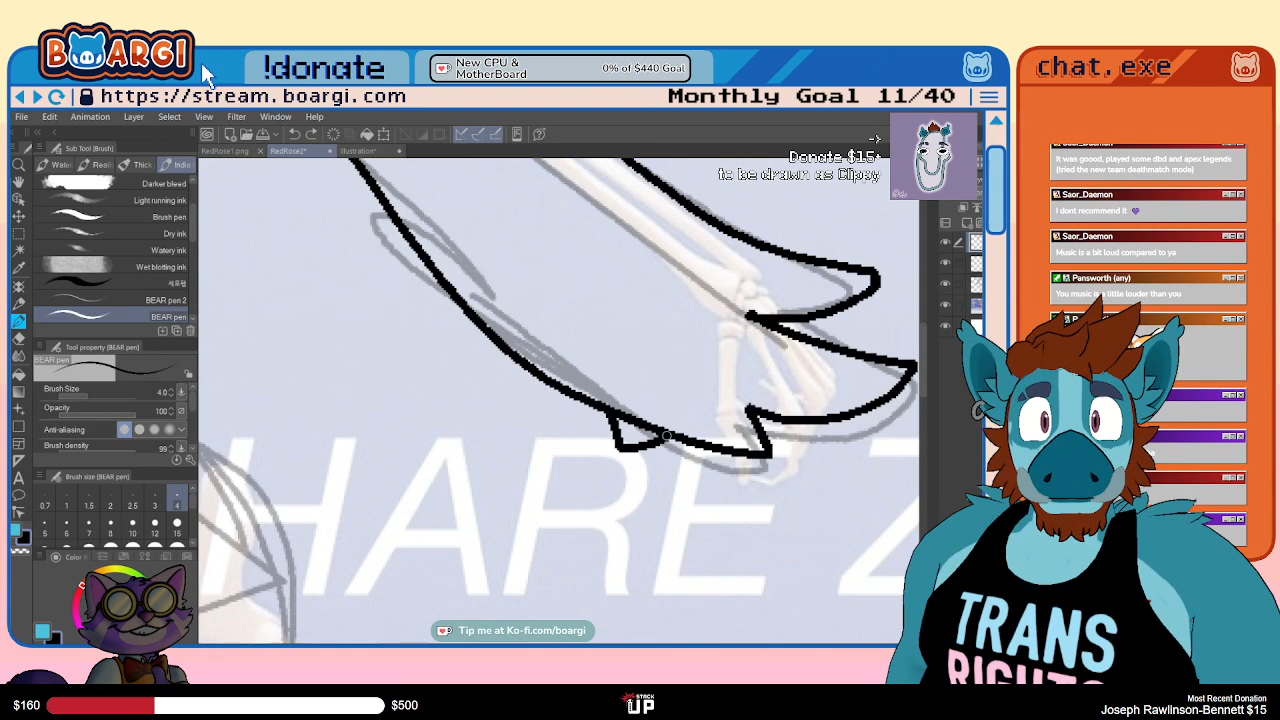 BOARGI
!donate
New CPU &
MotherBoard
0% of $440 Goal
chat.exe
https://stream.boargi.com
Monthly Goal 11/40
File Edit Animation Layer Select View Filter Window Help
Sub Tool [Brush]
RedRose1.png
RedRose2*
Illustration*
Donate $15+
to be drawn as Clippy
Thick
Darker bleed
Light running ink
Brush pen
Dry ink
Watery ink
Wet blotting ink
BEAR pen 2
BEAR pen
Tool property [BEAR pen]
BEAR pen
Brush Size 4.0
Opacity 100
Anti-aliasing
Brush density 99
Brush size [BEAR pen]
0.7 1 1.5 2 2.5 3 4
5 6 7 8 10 12 15
HARE
It was goood, played some dbd and apex legends
(tried the new team deathmatch mode)
Saor_Daemon
I dont recommend it
Saor_Daemon
Music is a bit loud compared to ya
Pansworth (any)
You music is a little louder than you
TRANS
RIGHTS
Tip me at Ko-fi.com/boargi
$160
$500
STACK
UP
Most Recent Donation
Joseph Rawlinson-Bennett $15